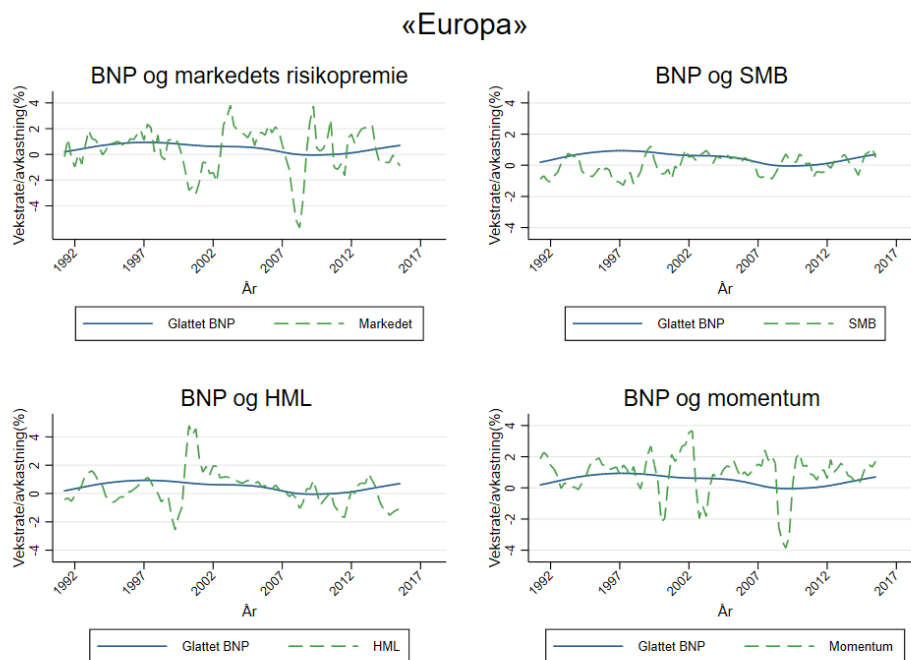 «Europa»
BNP og markedets risikopremie
Vekstrate/avkastning(%)
4
2
0
-2
-4
1992
1997
2002
2007
2012
2017
År
Glattet BNP
Markedet
BNP og SMB
Vekstrate/avkastning(%)
4
2
0
-2
-4
1992
1997
2002
2007
2012
2017
År
Glattet BNP
SMB
BNP og HML
Vekstrate/avkastning(%)
4
2
0
-2
-4
1992
1997
2002
2007
2012
2017
År
Glattet BNP
HML
BNP og momentum
Vekstrate/avkastning(%)
4
2
0
-2
-4
1992
1997
2002
2007
2012
2017
År
Glattet BNP
Momentum